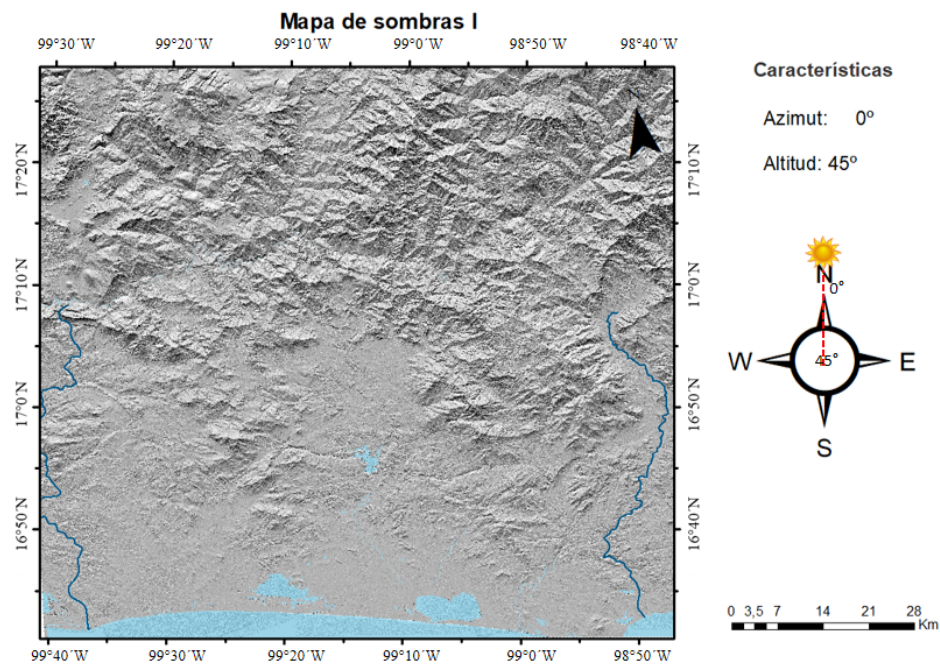 Mapa de sombras I
99°30´W 99°20´W 99°10´W 99°0´W 98°50´W 98°40´W
17°20´N
17°10´N
17°0´N
16°50´N
17°10´N
17°0´N
16°50´N
16°40´N
99°40´W 99°30´W 99°20´W 99°10´W 99°0´W 98°50´W
Características
Azimut: 0º
Altitud: 45º
N
0°
W 45° E
S
0 3,5 7 14 21 28
Km